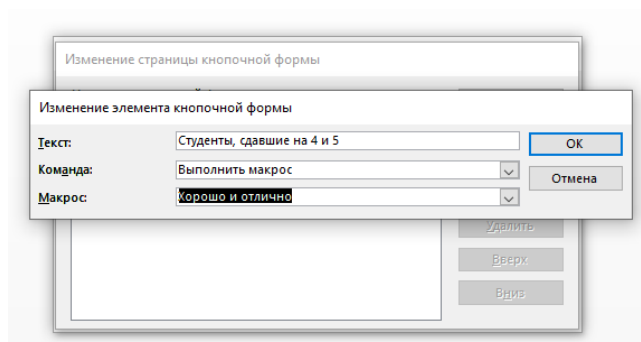 Изменение страницы кнопочной формы
Изменение элемента кнопочной формы
Текст: Студенты, сдавшие на 4 и 5 ОК
Команда: Выполнить макрос Отмена
Макрос: Хорошо и отлично
Удалить
Вверх
Вниз